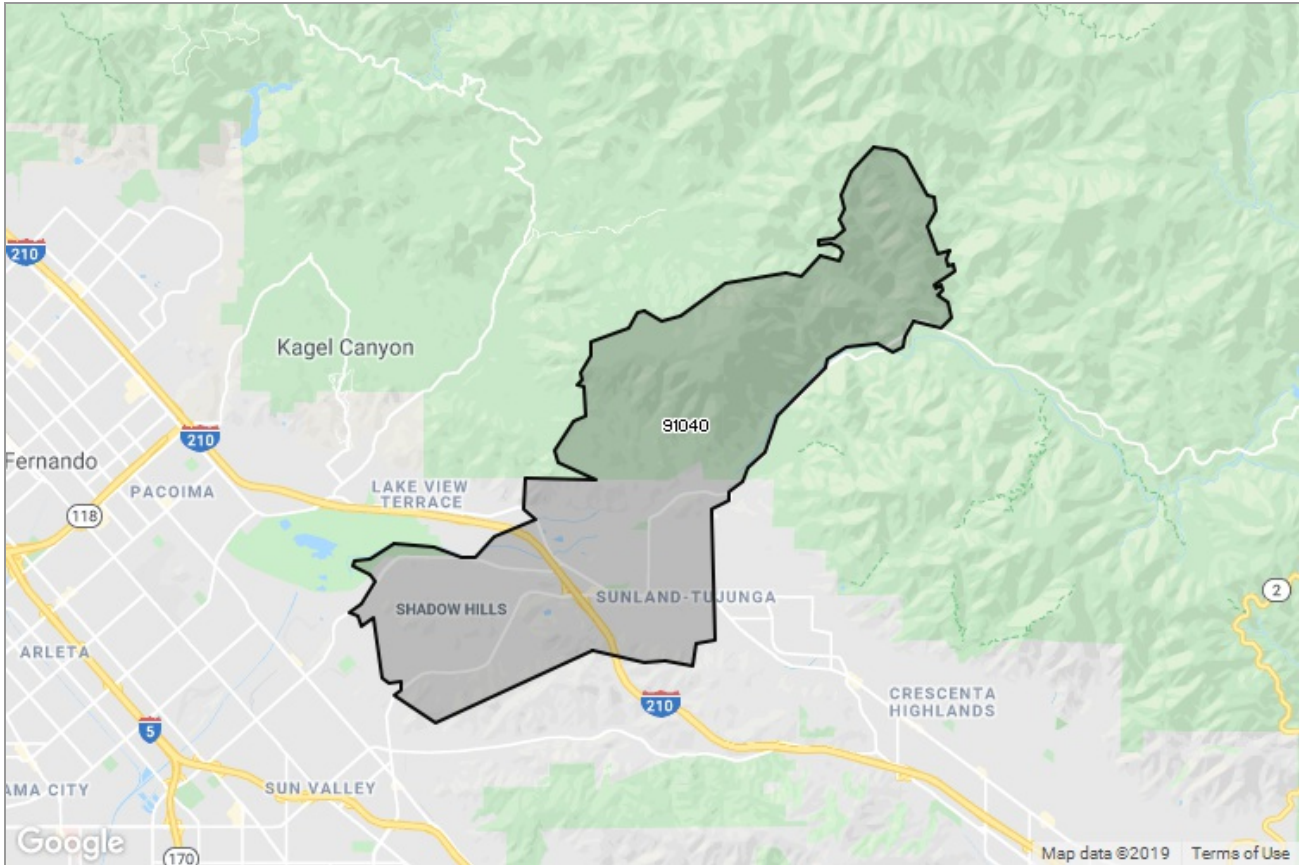 210
Kagel Canyon
91040
210
Fernando
PACOIMA
LAKE VIEW
TERRACE
118
SHADOW HILLS
SUNLAND-TUJUNGA
2
ARLETA
CRESCENTA
HIGHLANDS
210
5
AMA CITY
SUN VALLEY
Google
170
Map data ©2019
Terms of Use